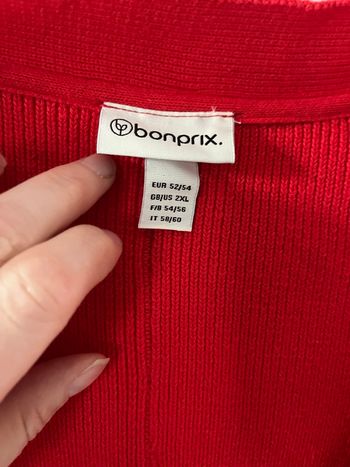 bonprix.
EUR 52/54
GB/US 2XL
F/B 54/56
IT 58/60